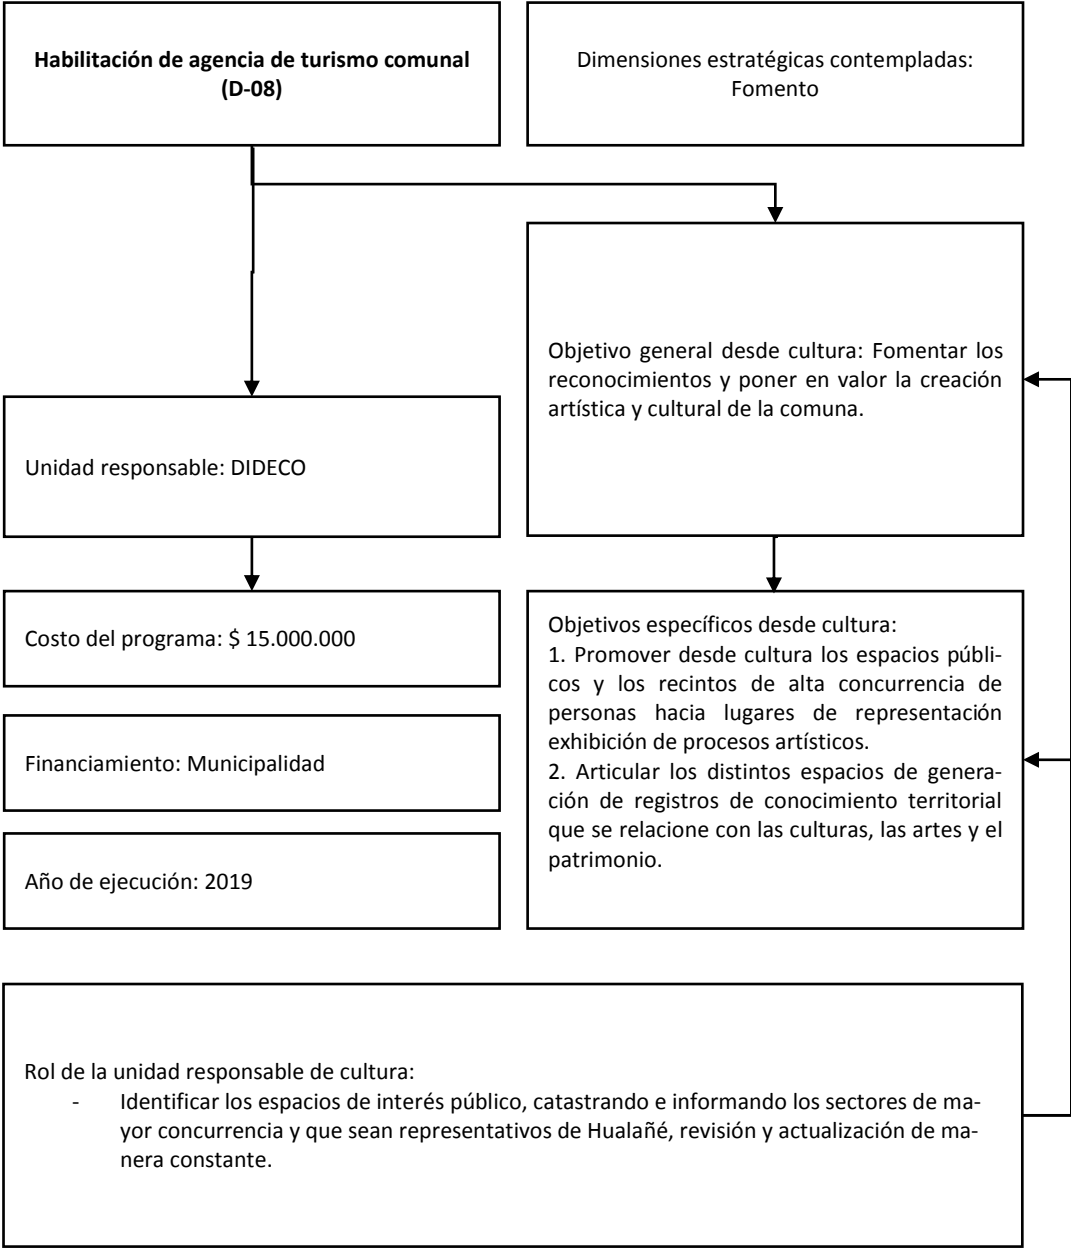 Habilitación de agencia de turismo comunal
(D-08)
Dimensiones estratégicas contempladas:
Fomento
Objetivo general desde cultura: Fomentar los
reconocimientos y poner en valor la creación
artística y cultural de la comuna.
Unidad responsable: DIDECO
Costo del programa: $ 15.000.000
Financiamiento: Municipalidad
Año de ejecución: 2019
Objetivos específicos desde cultura:
1. Promover desde cultura los espacios públi-
cos y los recintos de alta concurrencia de
personas hacia lugares de representación
exhibición de procesos artísticos.
2. Articular los distintos espacios de genera-
ción de registros de conocimiento territorial
que se relacione con las culturas, las artes y el
patrimonio.
Rol de la unidad responsable de cultura:
- Identificar los espacios de interés público, catastrando e informando los sectores de ma-
yor concurrencia y que sean representativos de Hualañé, revisión y actualización de ma-
nera constante.